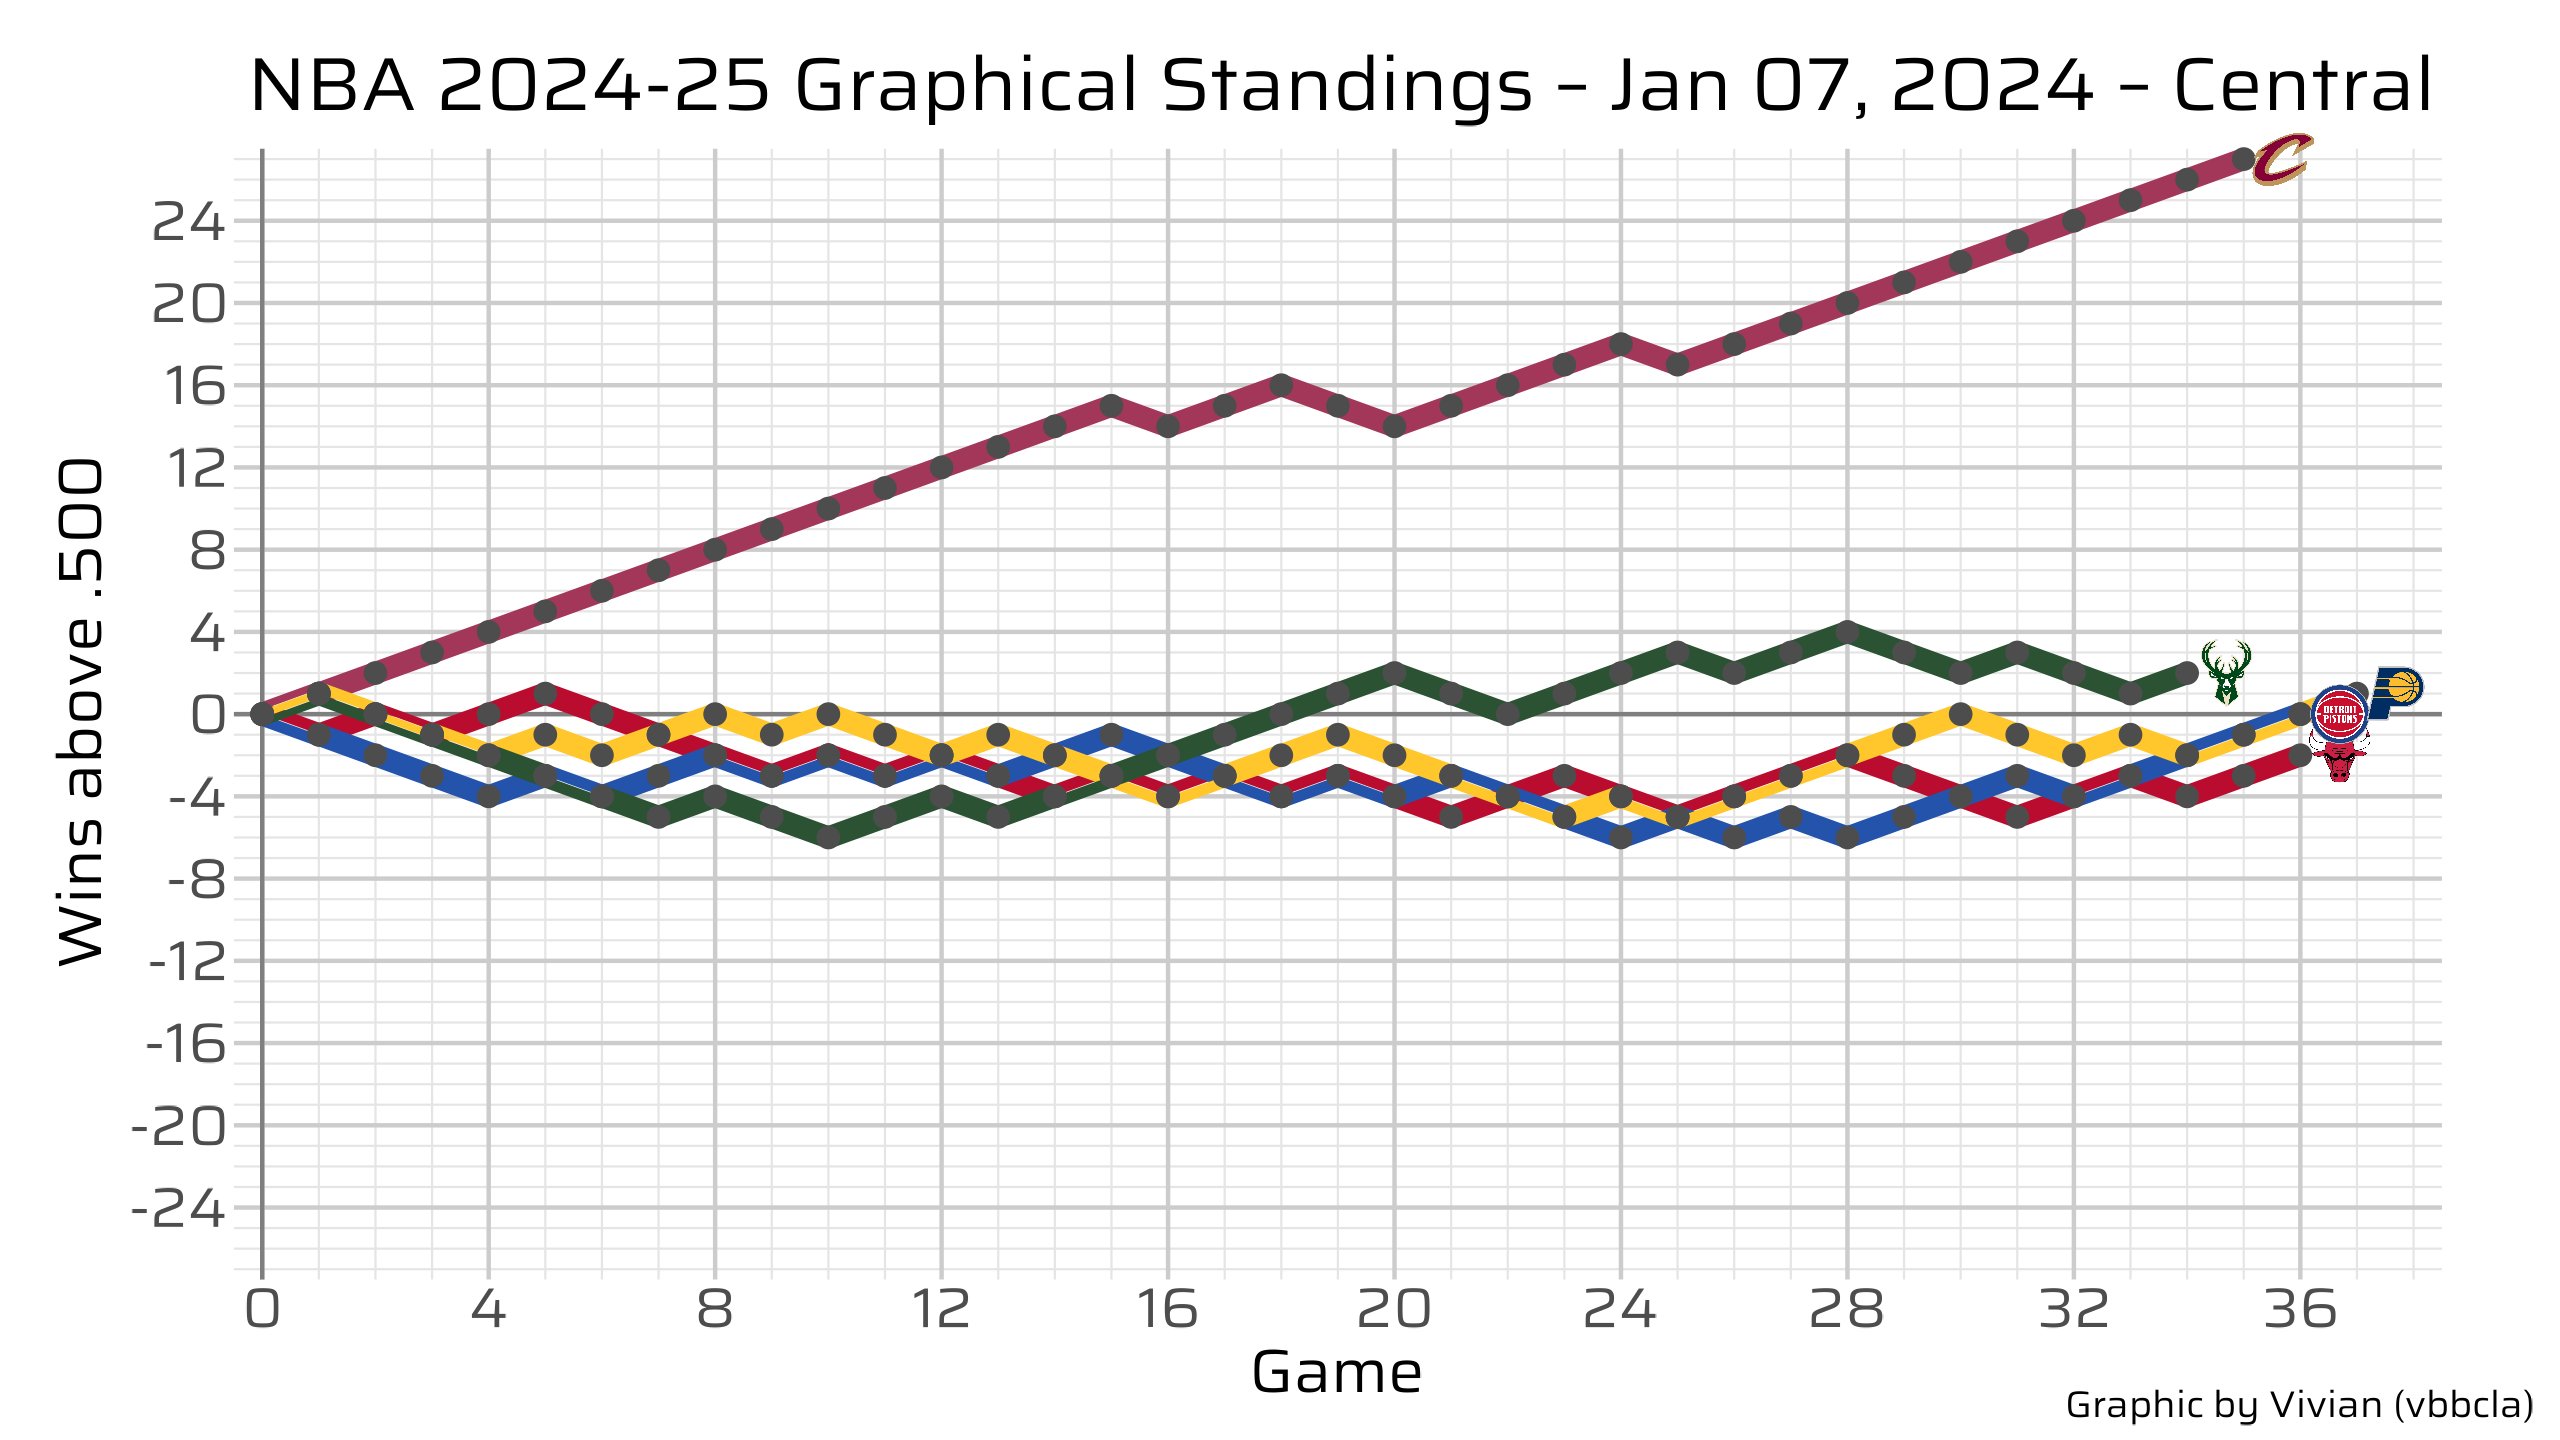 NBA 2024-25 Graphical Standings – Jan 07, 2024 – Central
Wins above .500
24
20
16
12
8
4
0
-4
-8
-12
-16
-20
-24
0 4 8 12 16 20 24 28 32 36
Game
DETROIT
PISTONS
Graphic by Vivian (vbbcla)